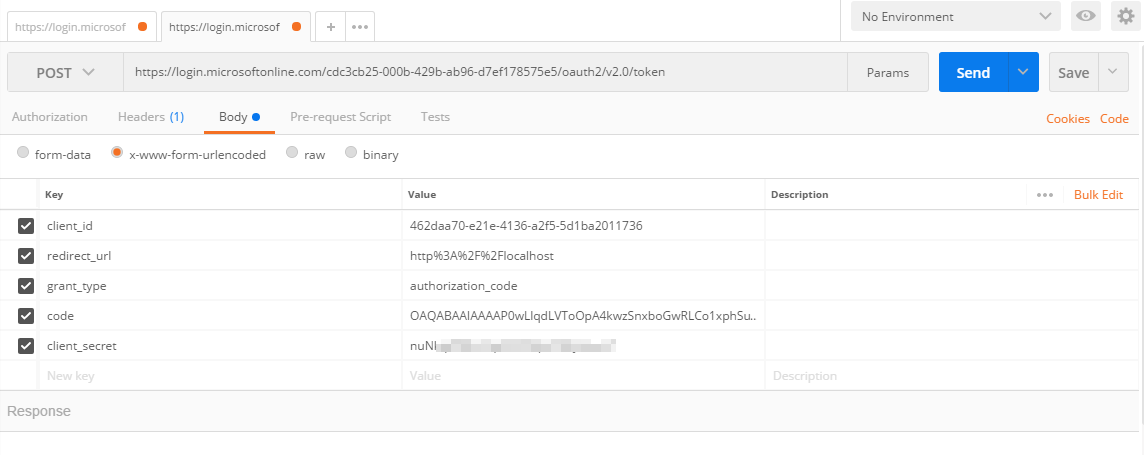 https://login.microsof https://login.microsof + ••• No Environment
POST https://login.microsoftonline.com/cdc3cb25-000b-429b-ab96-d7ef178575e5/oauth2/v2.0/token Params Send Save
Authorization Headers (1) Body Pre-request Script Tests Cookies Code
form-data x-www-form-urlencoded raw binary
Key Value Description ••• Bulk Edit
client_id 462daa70-e21e-4136-a2f5-5d1ba2011736
redirect_url http%3A%2F%2Flocalhost
grant_type authorization_code
code OAQABAAIAAAAP0wLlqdLVToOpA4kwzSnxboGwRLCo1xphSu..
client_secret nuNk
New key Value Description
Response